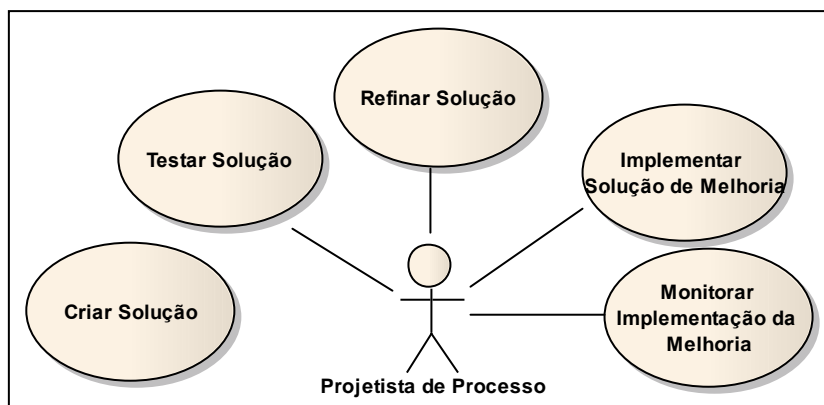 Refinar Solução
Testar Solução
Implementar
Solução de Melhoria
Criar Solução
Monitorar
Implementação da
Melhoria
Projetista de Processo